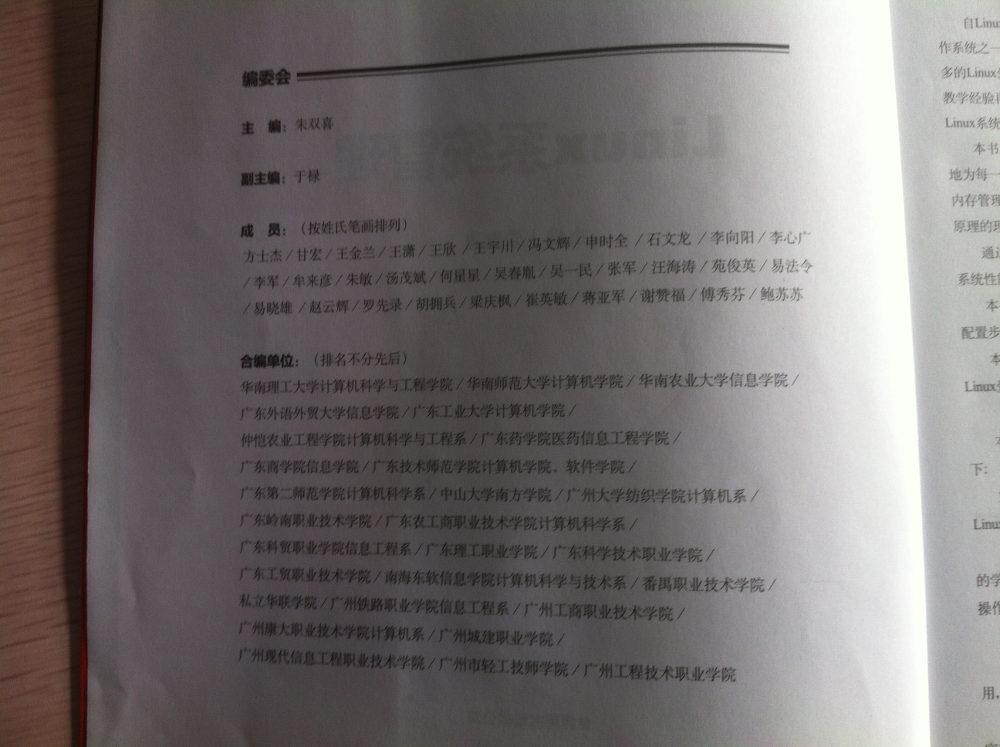 编委会
主 编：朱双喜
副主编：于禄
成 员：（按姓氏笔画排列）
方士杰／甘宏／王金兰／王潇／王欣／王宇川／冯文辉／申时全／石文龙／李向阳／李心广
／李军／牟来彦／朱敏／汤茂斌／何星星／吴春胤／吴一民／张军／汪海涛／苑俊英／易法令
／易晓雄／赵云辉／罗先录／胡拥兵／梁庆枫／崔英敏／蒋亚军／谢赞福／傅秀芬／鲍苏苏
合编单位：（排名不分先后）
华南理工大学计算机科学与工程学院／华南师范大学计算机学院／华南农业大学信息学院／
广东外语外贸大学信息学院／广东工业大学计算机学院／
仲恺农业工程学院计算机科学与工程系／广东药学院医药信息工程学院／
广东商学院信息学院／广东技术师范学院计算机学院、软件学院／
广东第二师范学院计算机科学系／中山大学南方学院／广州大学纺织学院计算机系／
广东岭南职业技术学院／广东农工商职业技术学院计算机科学系／
广东科贸职业学院信息工程系／广东理工职业学院／广东科学技术职业学院／
广东工贸职业技术学院／南海东软信息学院计算机科学与技术系／番禺职业技术学院／
私立华联学院／广州铁路职业学院信息工程系／广州工商职业技术学院／
广州康大职业技术学院计算机系／广州城建职业学院／
广州现代信息工程职业技术学院／广州市轻工技师学院／广州工程技术职业学院
自Linu
作系统之一
多的Linux
教学经验
Linux系统
本书
地为每一
内存管理
原理的
通过
系统性
本
配置步
本
Linux
下：
Linu
的学
操作
用，